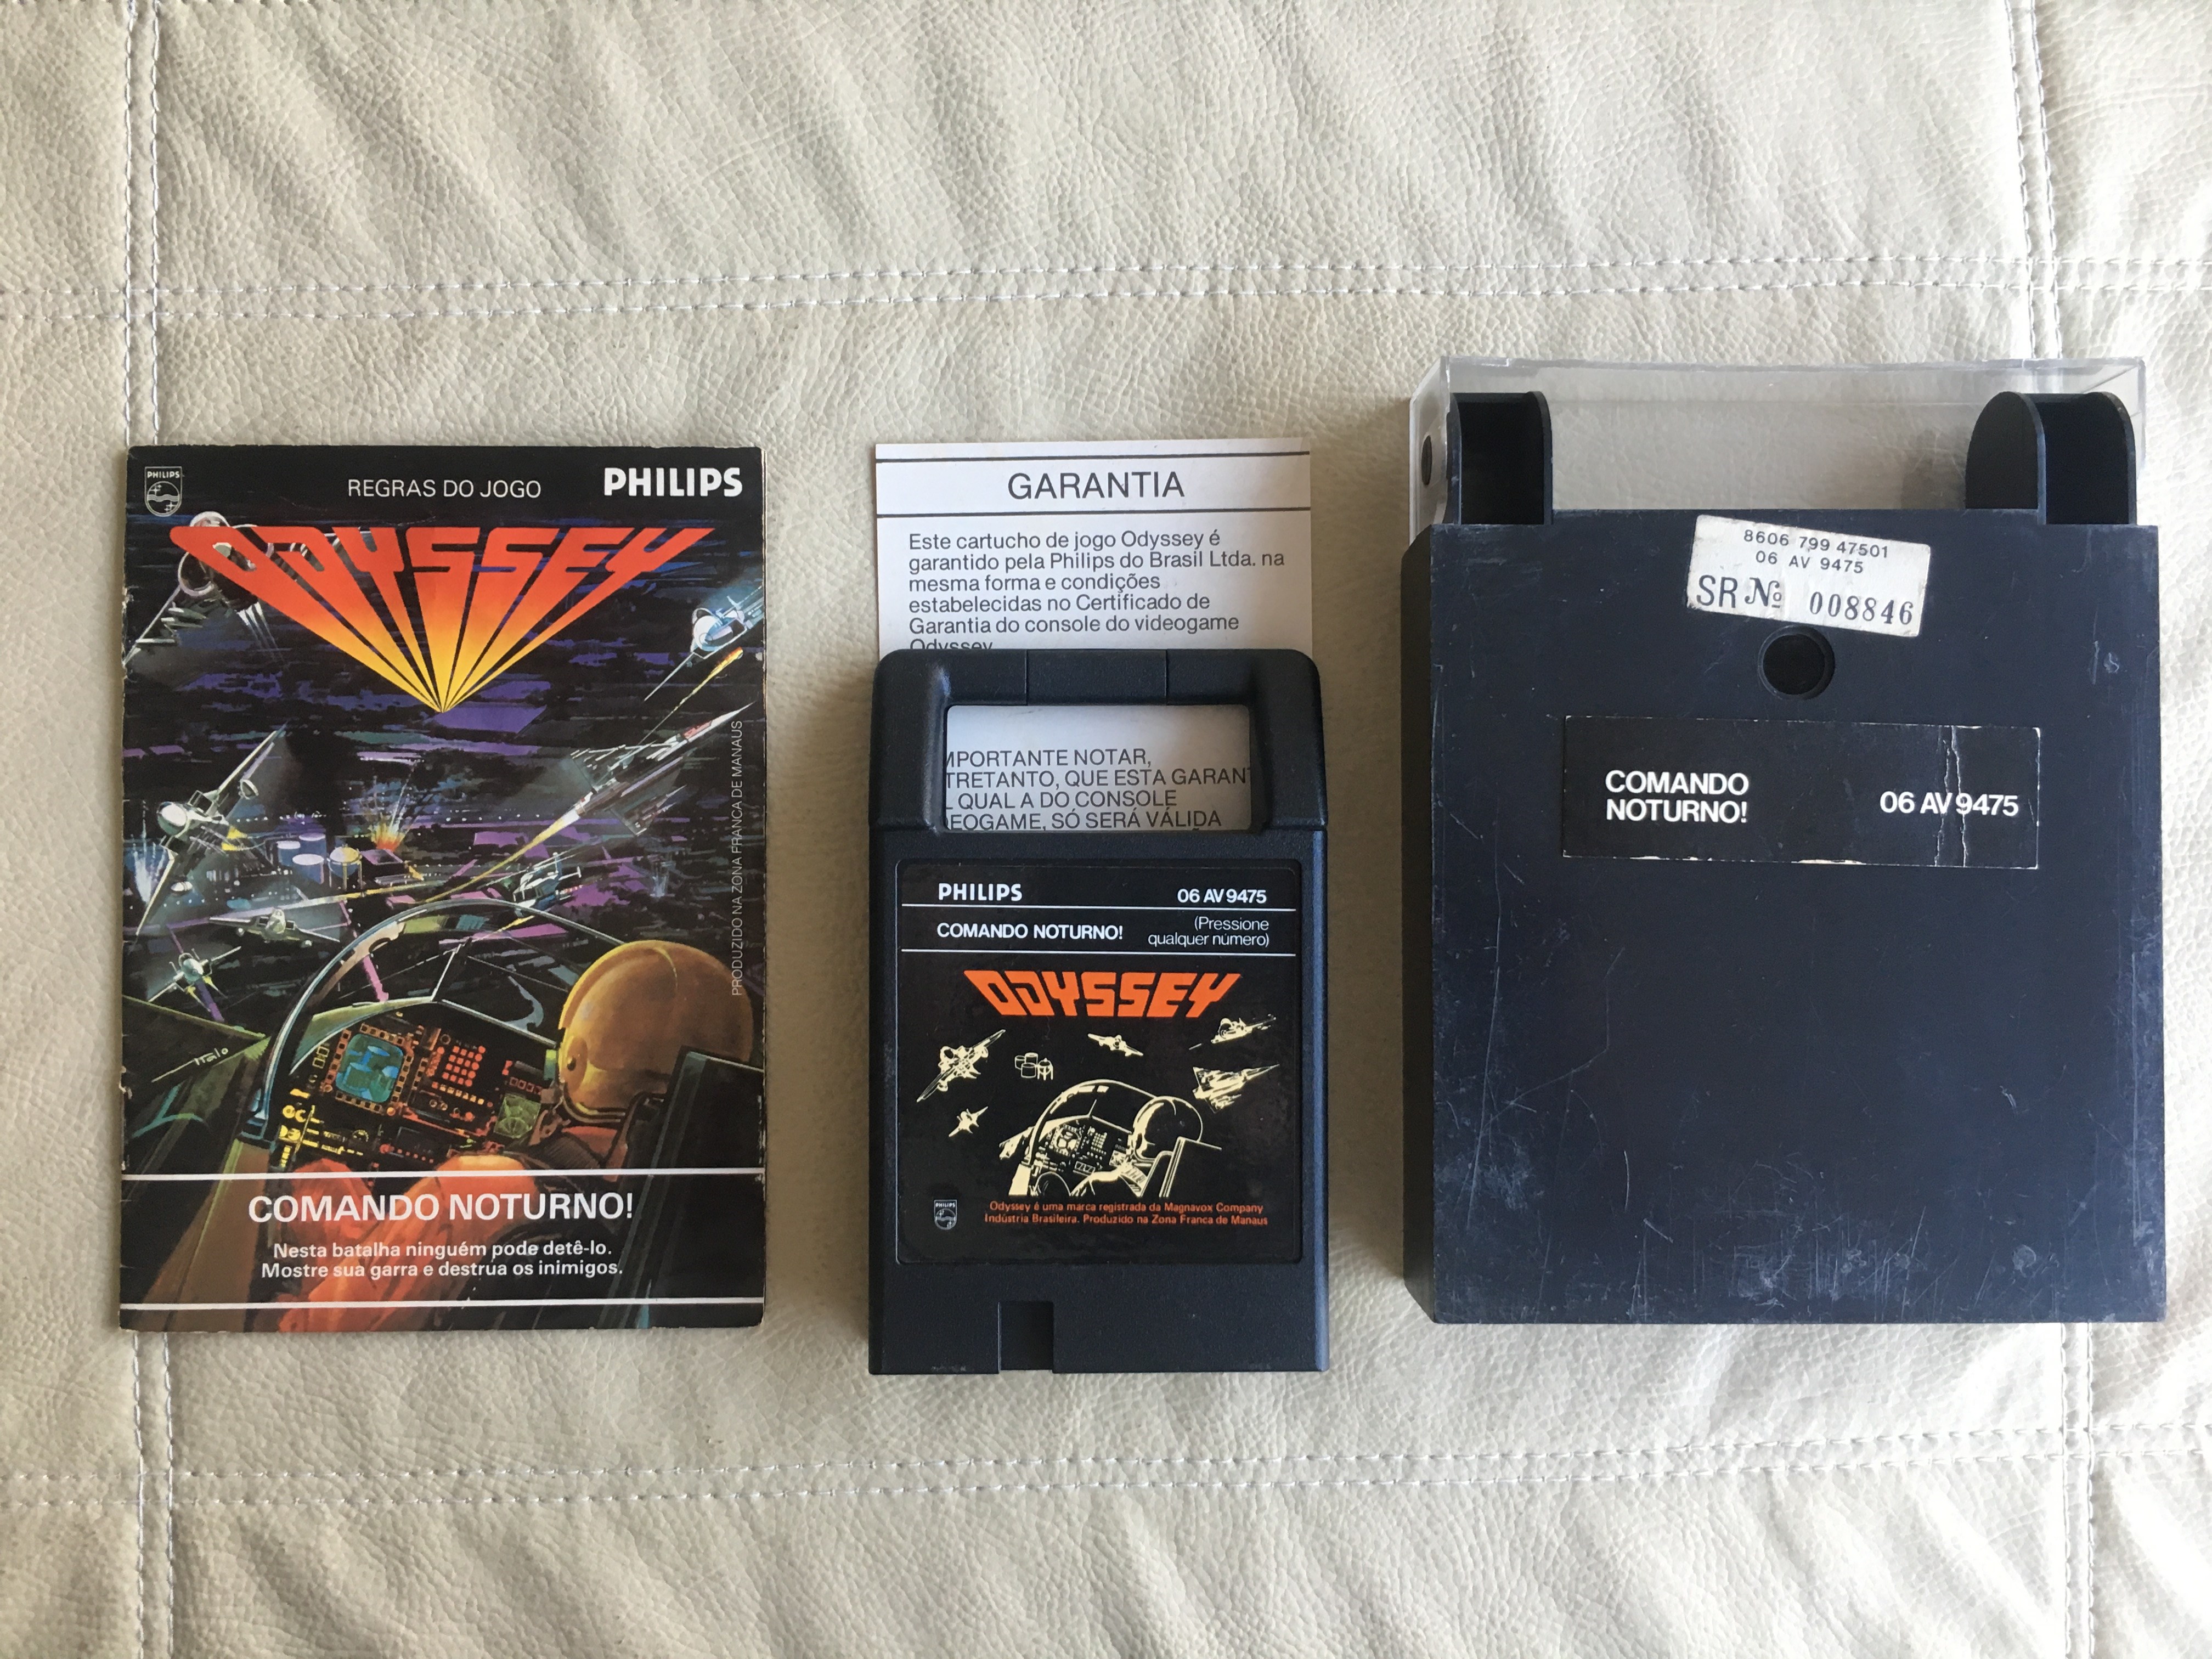 PHILIPS
REGRAS DO JOGO
PHILIPS
ODYSSEY
PRODUZIDO NA ZONA FRANCA DE MANAUS
Italo
COMANDO NOTURNO!
Nesta batalha ninguém pode detê-lo.
Mostre sua garra e destrua os inimigos.
GARANTIA
Este cartucho de jogo Odyssey é
garantido pela Philips do Brasil Ltda. na
mesma forma e condições
estabelecidas no Certificado de
Garantia do console do videogame
Odyssey
MPORTANTE NOTAR,
TRETANTO, QUE ESTA GARAN
L QUAL A DO CONSOLE
EOGAME, SÓ SERÁ VÁLIDA
PHILIPS
06 AV 9475
COMANDO NOTURNO!
(Pressione
qualquer número)
ODYSSEY
PHILIPS
Odyssey é uma marca registrada da Magnavox Company
Indústria Brasileira. Produzido na Zona Franca de Manaus
8606 799 47501
06 AV 9475
SR Nº 008846
COMANDO
NOTURNO!
06 AV 9475